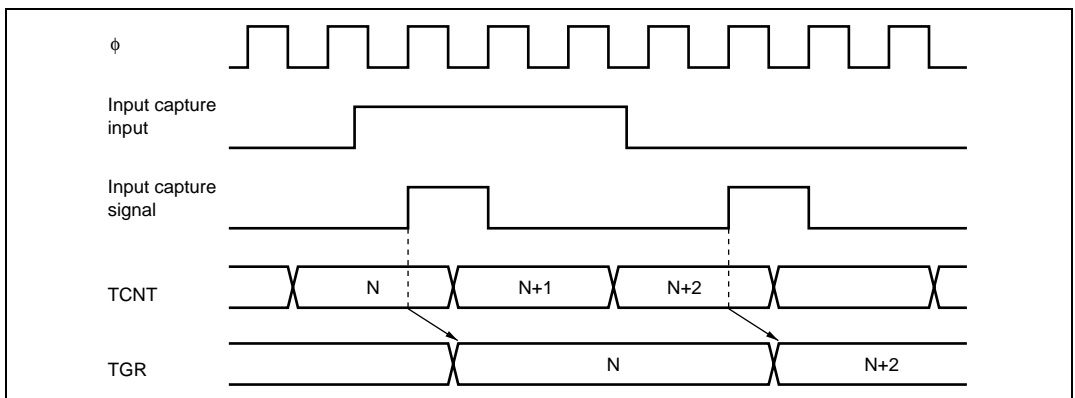 ϕ
Input capture
input
Input capture
signal
TCNT
N
N+1
N+2
TGR
N
N+2